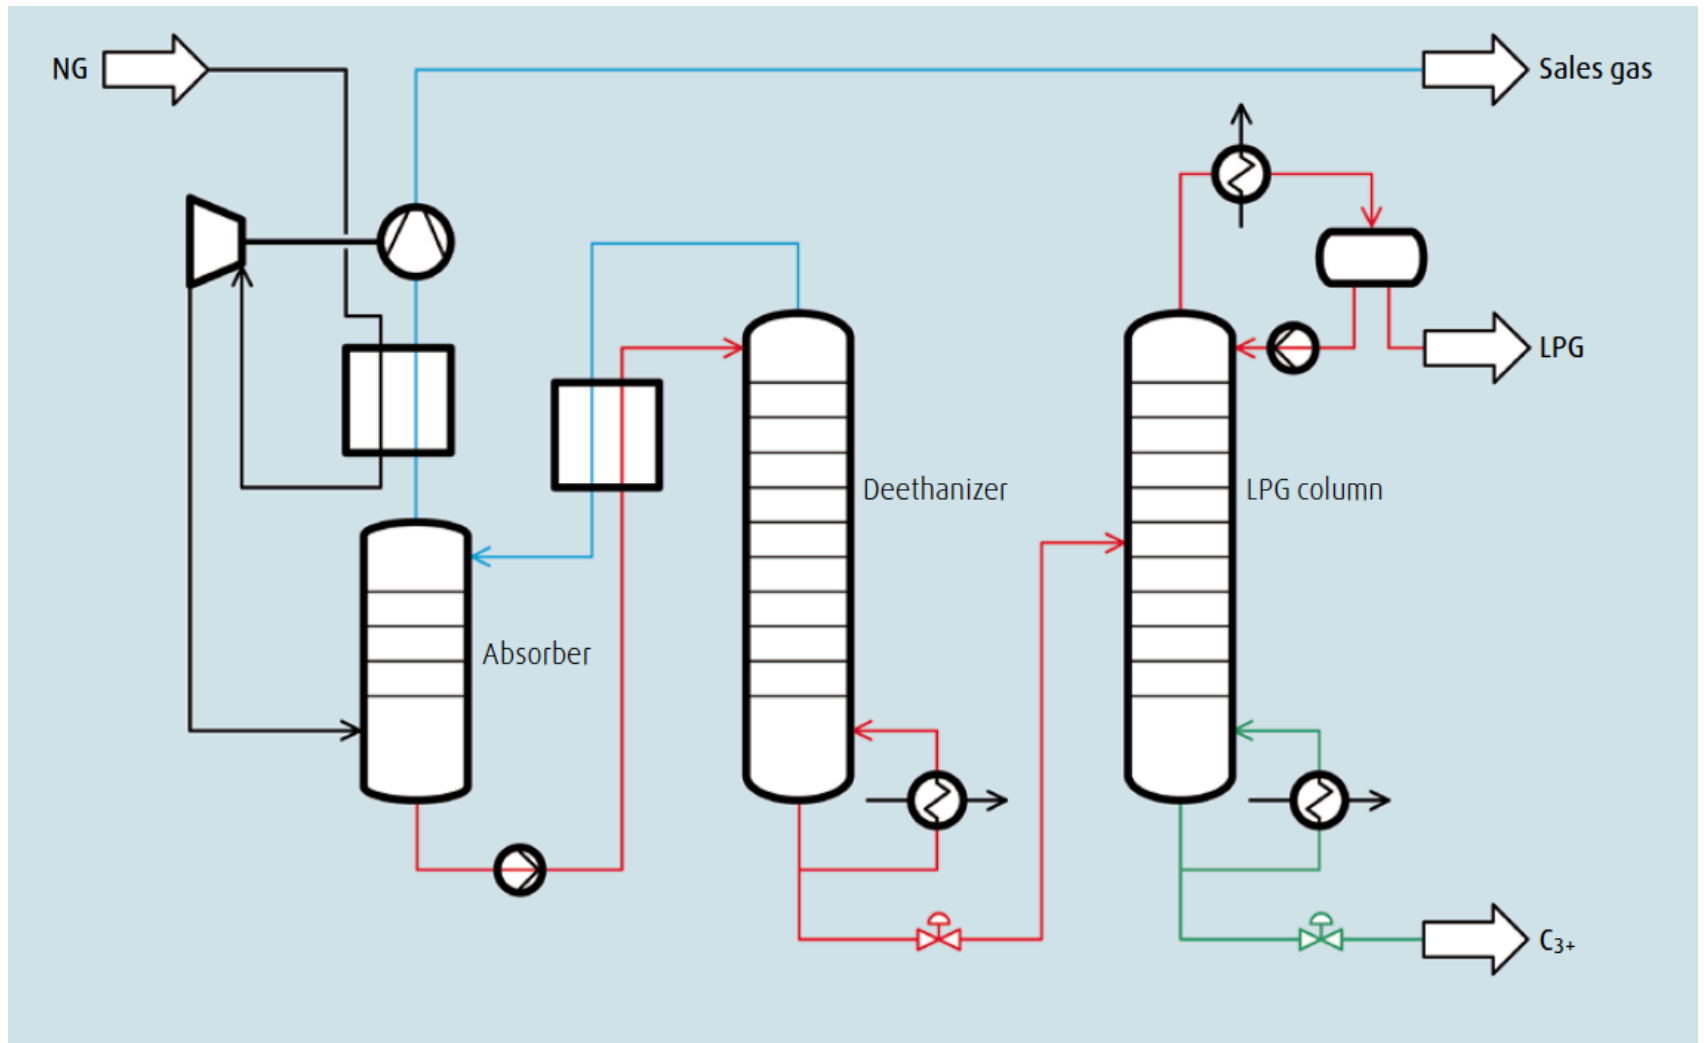 NG
Sales gas
LPG
Deethanizer
LPG column
Absorber
C3+